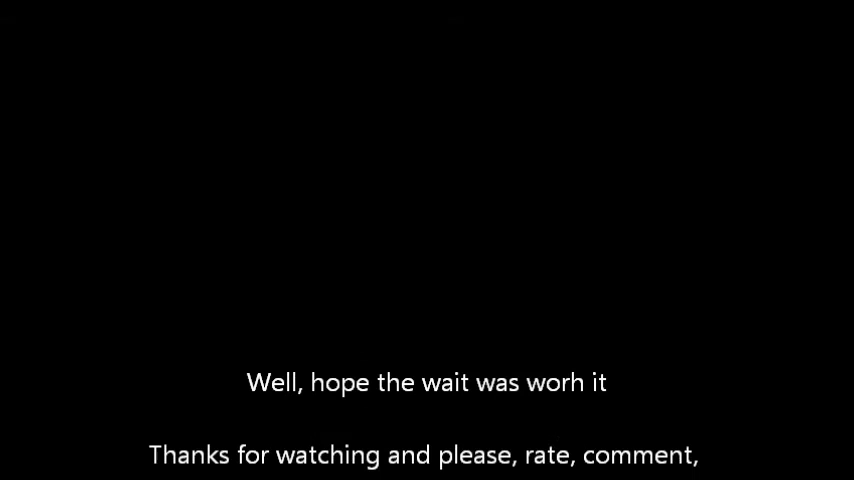 Well, hope the wait was worh it
Thanks for watching and please, rate, comment,